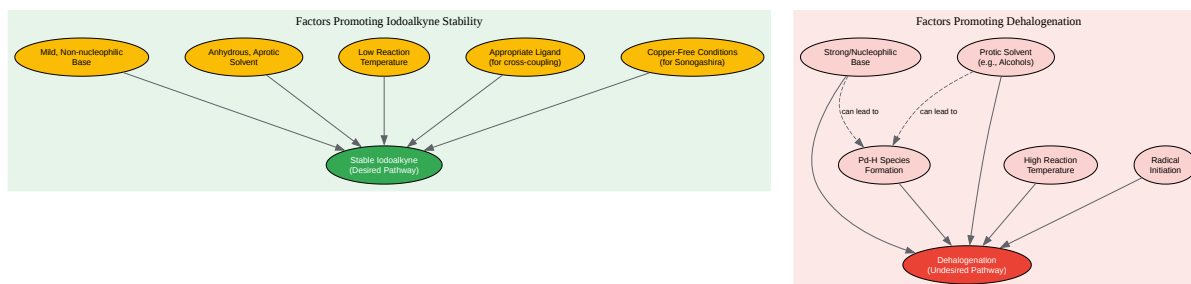 Factors Promoting Iodoalkyne Stability
Mild, Non-nucleophilic
Base
Anhydrous, Aprotic
Solvent
Low Reaction
Temperature
Appropriate Ligand
(for cross-coupling)
Copper-Free Conditions
(for Sonogashira)
Stable Iodoalkyne
(Desired Pathway)
Factors Promoting Dehalogenation
Strong/Nucleophilic
Base
Protic Solvent
(e.g., Alcohols)
can lead to
can lead to
Pd-H Species
Formation
High Reaction
Temperature
Radical
Initiation
Dehalogenation
(Undesired Pathway)